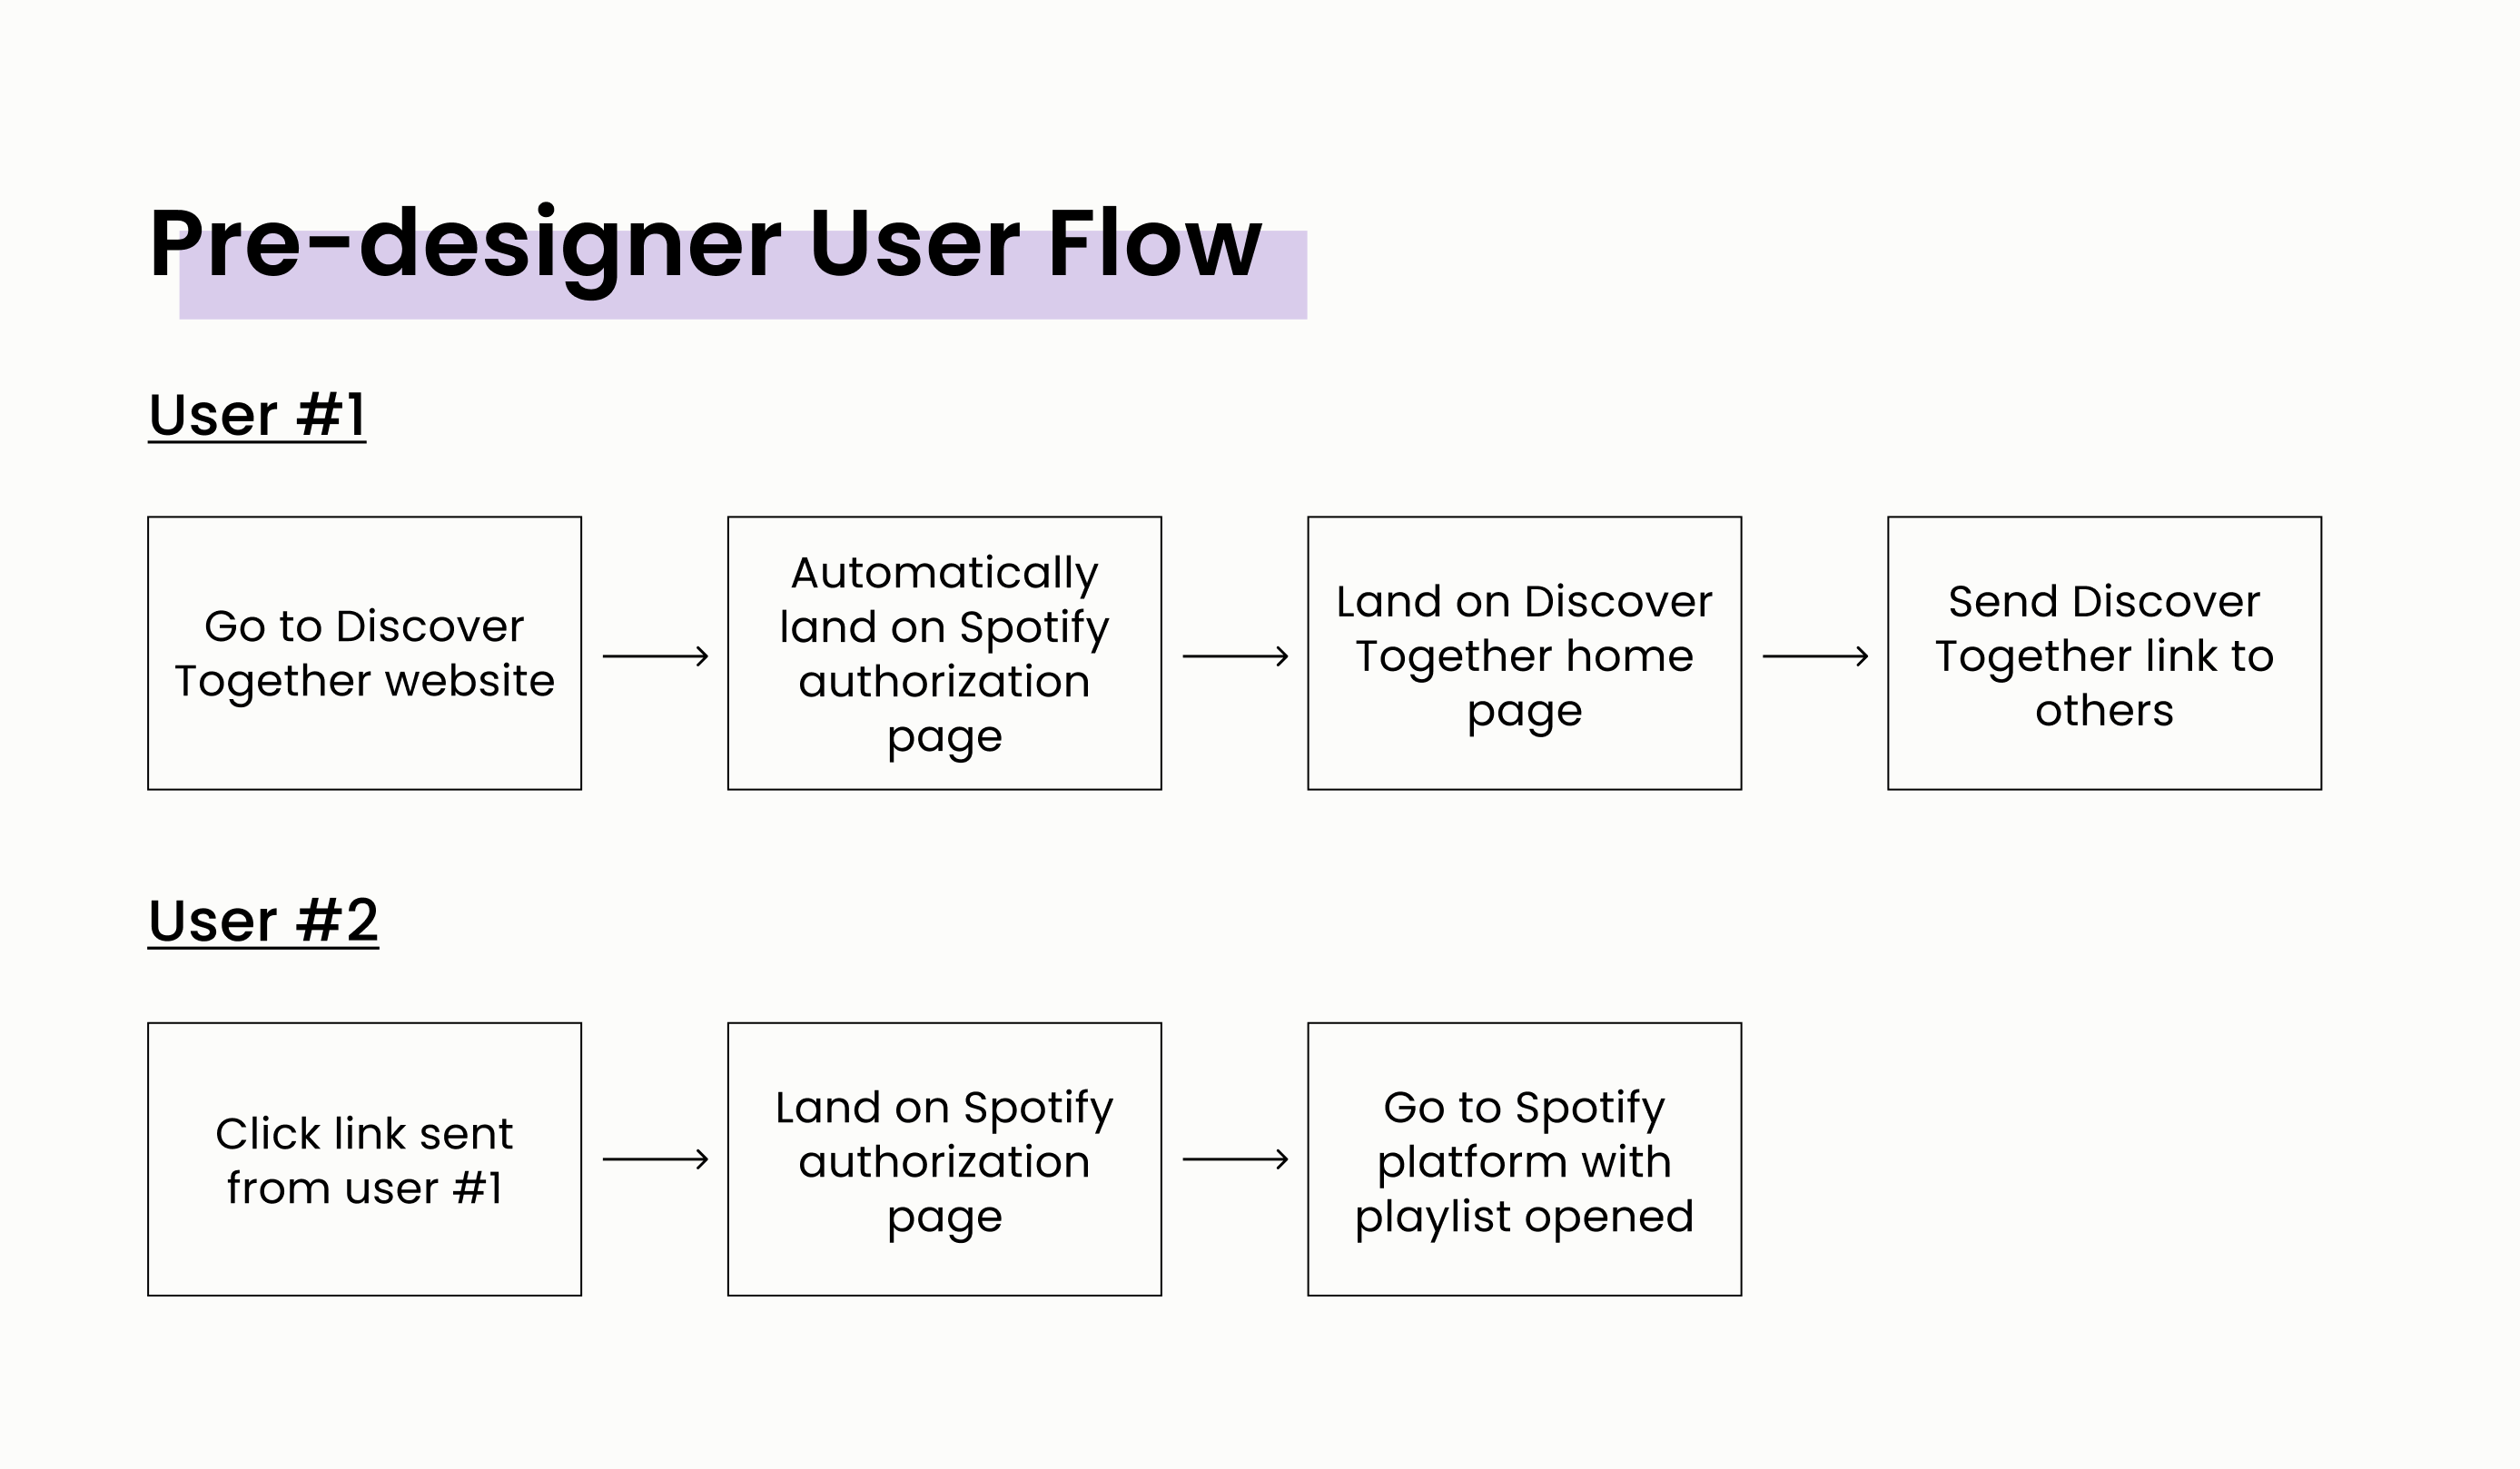 Pre-designer User Flow
User #1
Go to Discover
Together website
Automatically
land on Spotify
authorization
page
Land on Discover
Together home
page
Send Discover
Together link to
others
User #2
Click link sent
from user #1
Land on Spotify
authorization
page
Go to Spotify
platform with
playlist opened